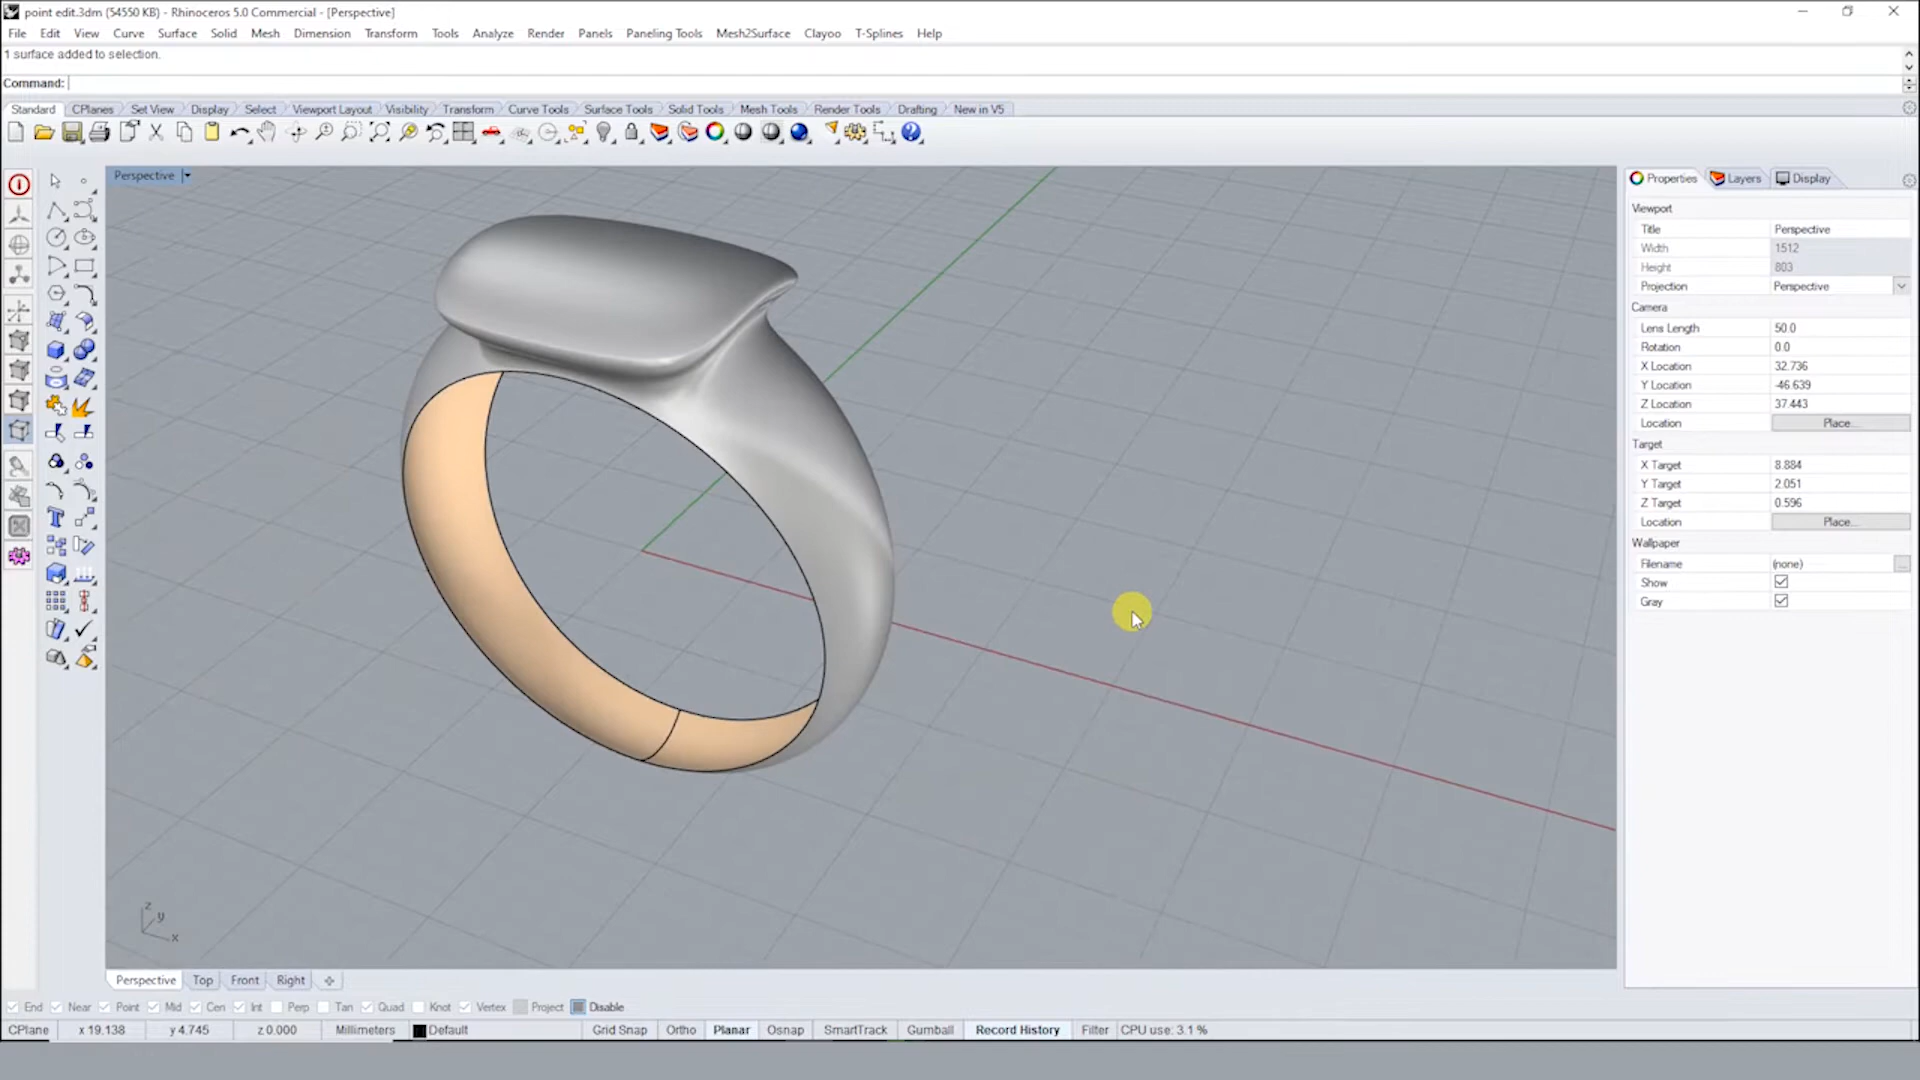 point edit.3dm (54550 KB) - Rhinoceros 5.0 Commercial - [Perspective]
File Edit View Curve Surface Solid Mesh Dimension Transform Tools Analyze Render Panels Paneling Tools Mesh2Surface Clayoo T-Splines Help
1 surface added to selection.
Command:
Standard CPlanes Set View Display Select Viewport Layout Visibility Transform Curve Tools Surface Tools Solid Tools Mesh Tools Render Tools Drafting New in V5
Perspective
Properties Layers Display
Viewport
Title Perspective
Width 1512
Height 803
Projection Perspective
Camera
Lens Length 50.0
Rotation 0.0
X Location 32.736
Y Location -46.639
Z Location 37.443
Location Place...
Target
X Target 8.884
Y Target 2.051
Z Target 0.596
Location Place...
Wallpaper
Filename (none) ...
Show
Gray
z
y
x
Perspective Top Front Right
End Near Point Mid Cen Int Perp Tan Quad Knot Vertex Project Disable
CPlane x 19.138 y 4.745 z 0.000 Millimeters Default Grid Snap Ortho Planar Osnap SmartTrack Gumball Record History Filter CPU use: 3.1 %